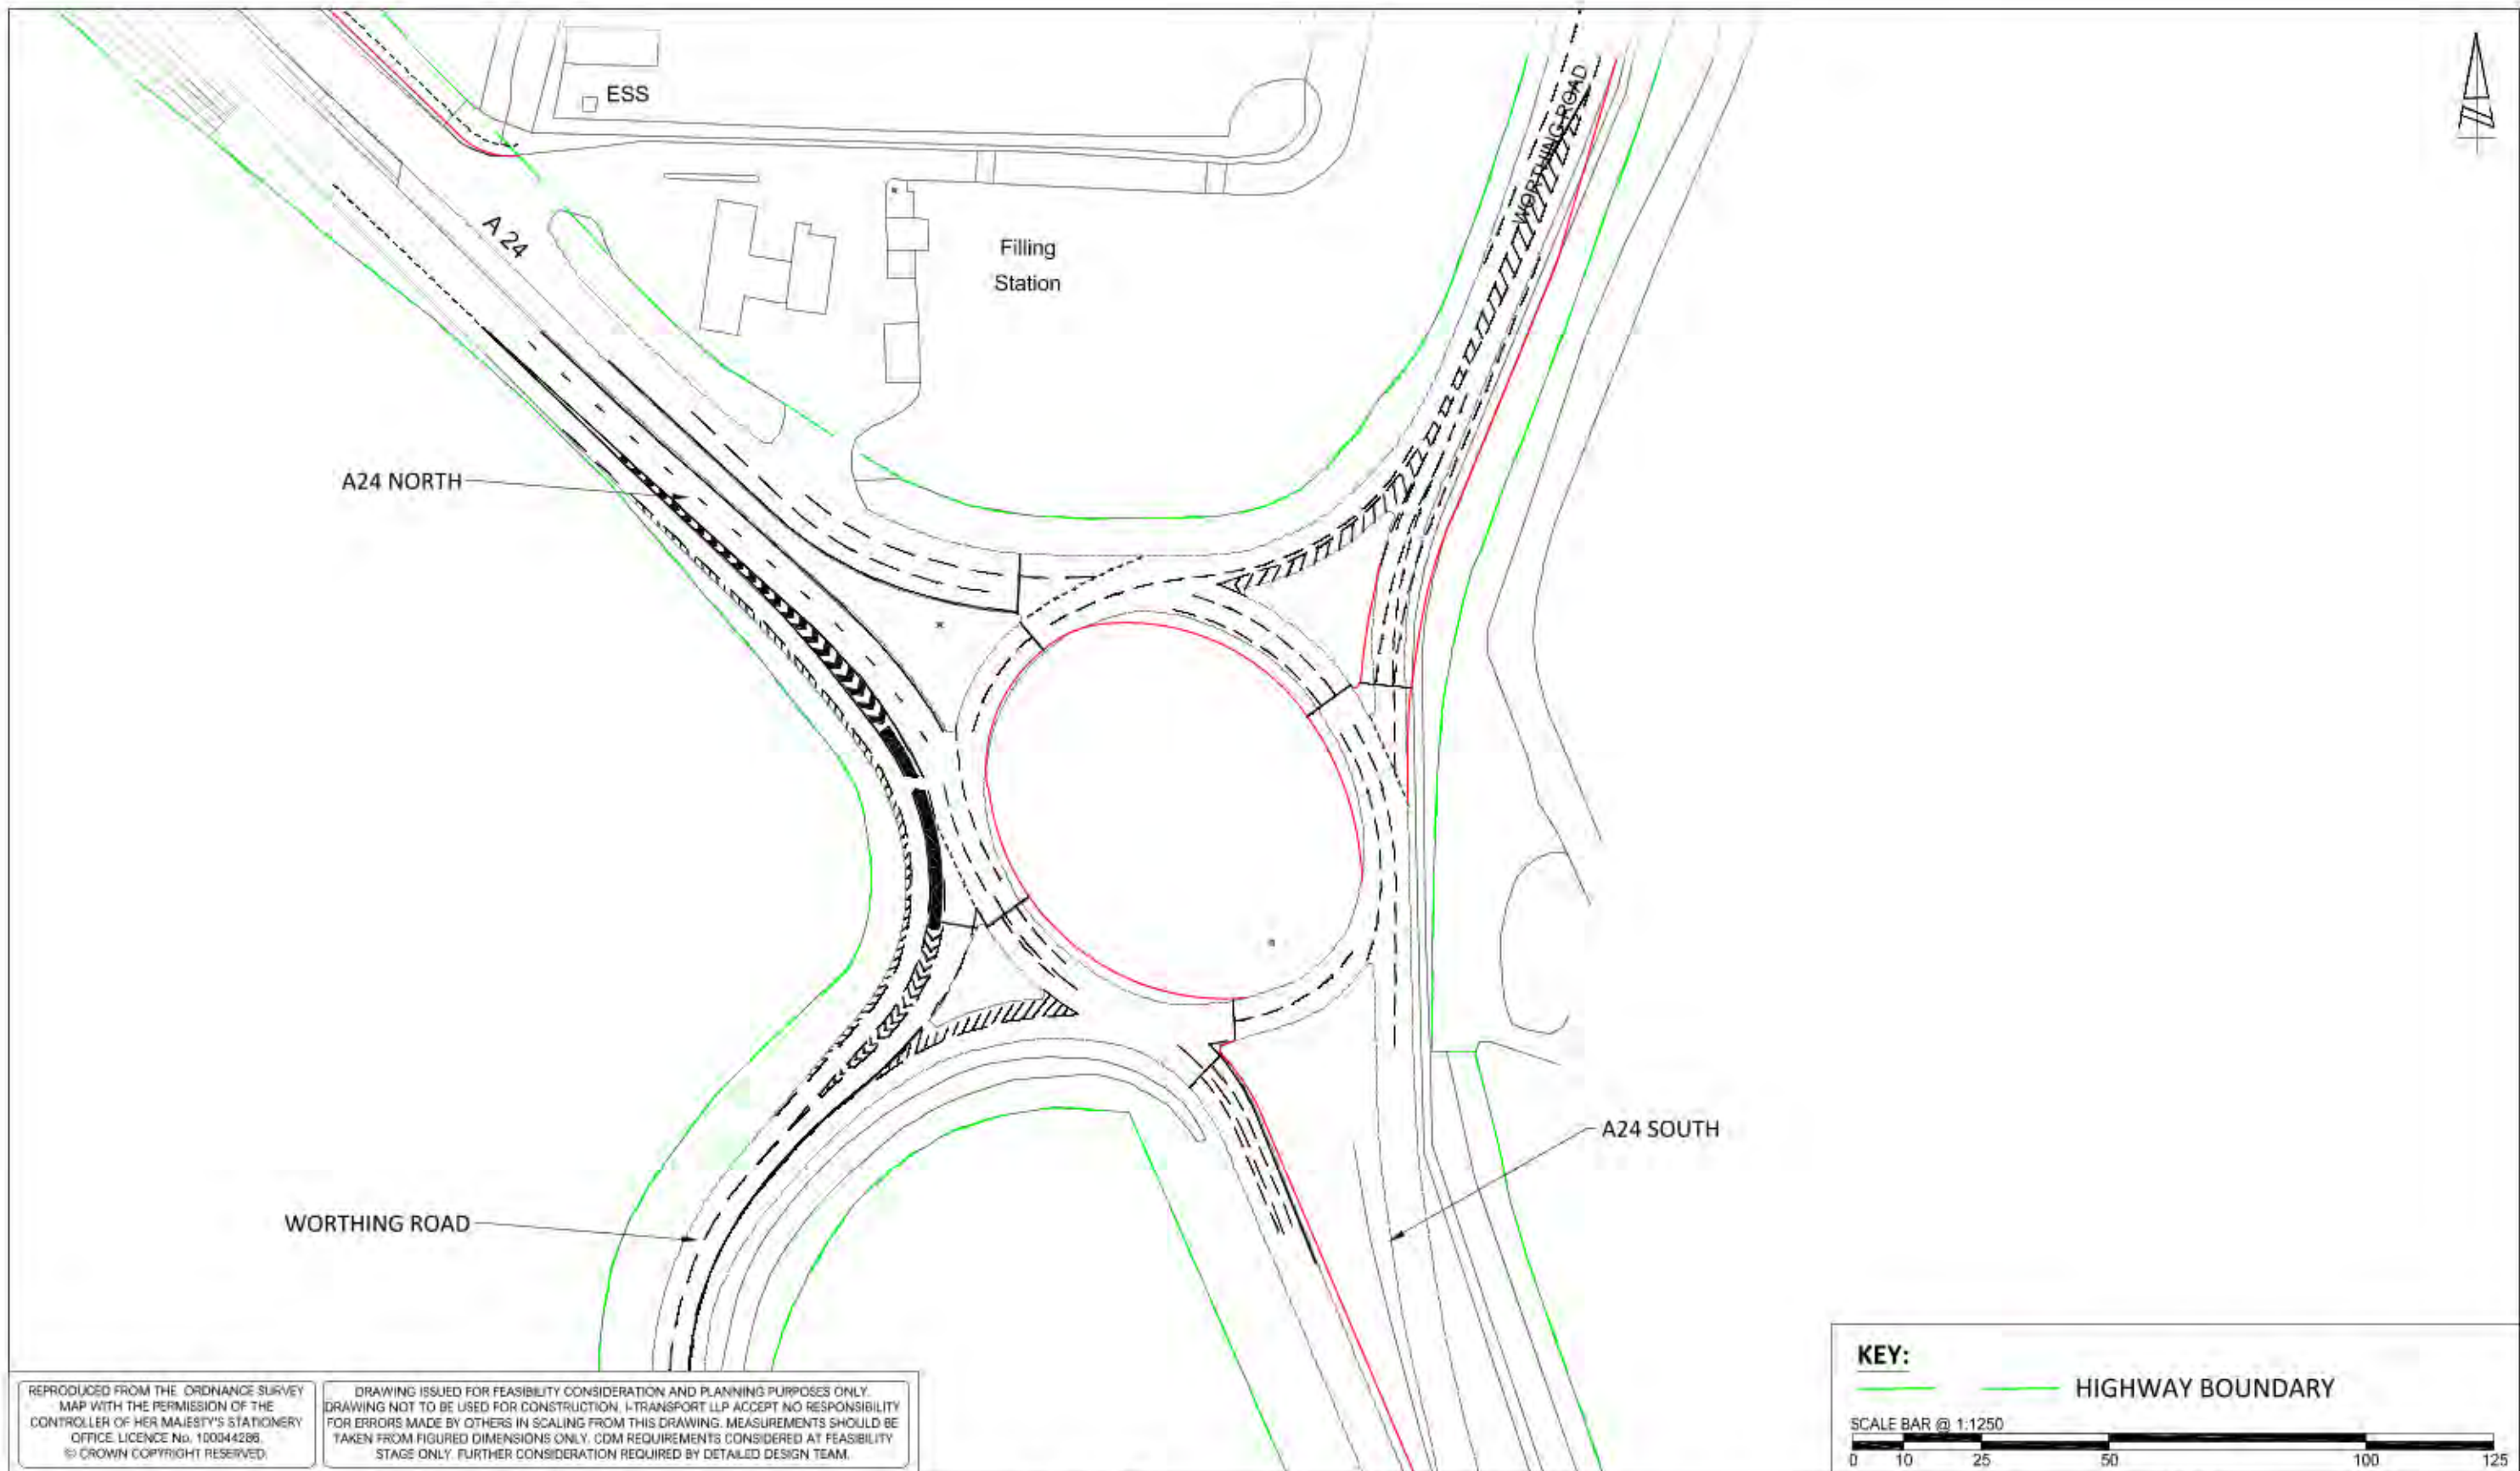 ESS
WORTHING ROAD
A 24
Filling
Station
A24 NORTH
A24 SOUTH
WORTHING ROAD
KEY:
HIGHWAY BOUNDARY
SCALE BAR @ 1:1250
0 10 25 50 100 125
REPRODUCED FROM THE ORDNANCE SURVEY
MAP WITH THE PERMISSION OF THE
CONTROLLER OF HER MAJESTY'S STATIONERY
OFFICE. LICENCE No. 100044286.
© CROWN COPYRIGHT RESERVED.
DRAWING ISSUED FOR FEASIBILITY CONSIDERATION AND PLANNING PURPOSES ONLY.
DRAWING NOT TO BE USED FOR CONSTRUCTION. I-TRANSPORT LLP ACCEPT NO RESPONSIBILITY
FOR ERRORS MADE BY OTHERS IN SCALING FROM THIS DRAWING. MEASUREMENTS SHOULD BE
TAKEN FROM FIGURED DIMENSIONS ONLY. CDM REQUIREMENTS CONSIDERED AT FEASIBILITY
STAGE ONLY. FURTHER CONSIDERATION REQUIRED BY DETAILED DESIGN TEAM.